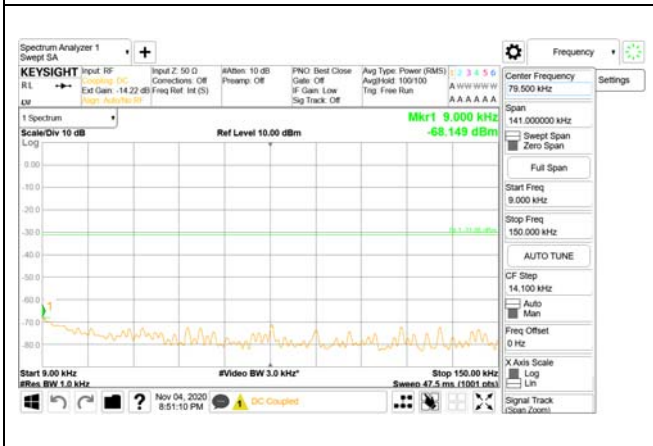 Spectrum Analyzer 1
Swept SA
+
Frequency
KEYSIGHT
Input: RF
Coupling: DC
Align: Auto/No RF
Input Z: 50 Ω
Corrections: Off
Ext Gain: -14.22 dB
Freq Ref: Int (S)
#Atten: 10 dB
Preamp: Off
PNO: Best Close
Gate: Off
IF Gain: Low
Sig Track: Off
Avg Type: Power (RMS)
Avg|Hold: 100/100
Trig: Free Run
1 2 3 4 5 6
A W W W W W
A A A A A A
RL
Center Frequency
79.500 kHz
Settings
1 Spectrum
Mkr1 9.000 kHz
Scale/Div 10 dB
Ref Level 10.00 dBm
-68.149 dBm
Log
0.00
-10.0
-20.0
-30.0
-40.0
-50.0
-60.0
-70.0
-80.0
1
Span
141.000000 kHz
Swept Span
Zero Span
Full Span
Start Freq
9.000 kHz
Stop Freq
150.000 kHz
AUTO TUNE
CF Step
14.100 kHz
Auto
Man
Freq Offset
0 Hz
X Axis Scale
Log
Lin
Signal Track
(Span Zoom)
Start 9.00 kHz
#Video BW 3.0 kHz*
Stop 150.00 kHz
#Res BW 1.0 kHz
Sweep 47.5 ms (1001 pts)
?
Nov 04, 2020
8:51:10 PM
DC Coupled